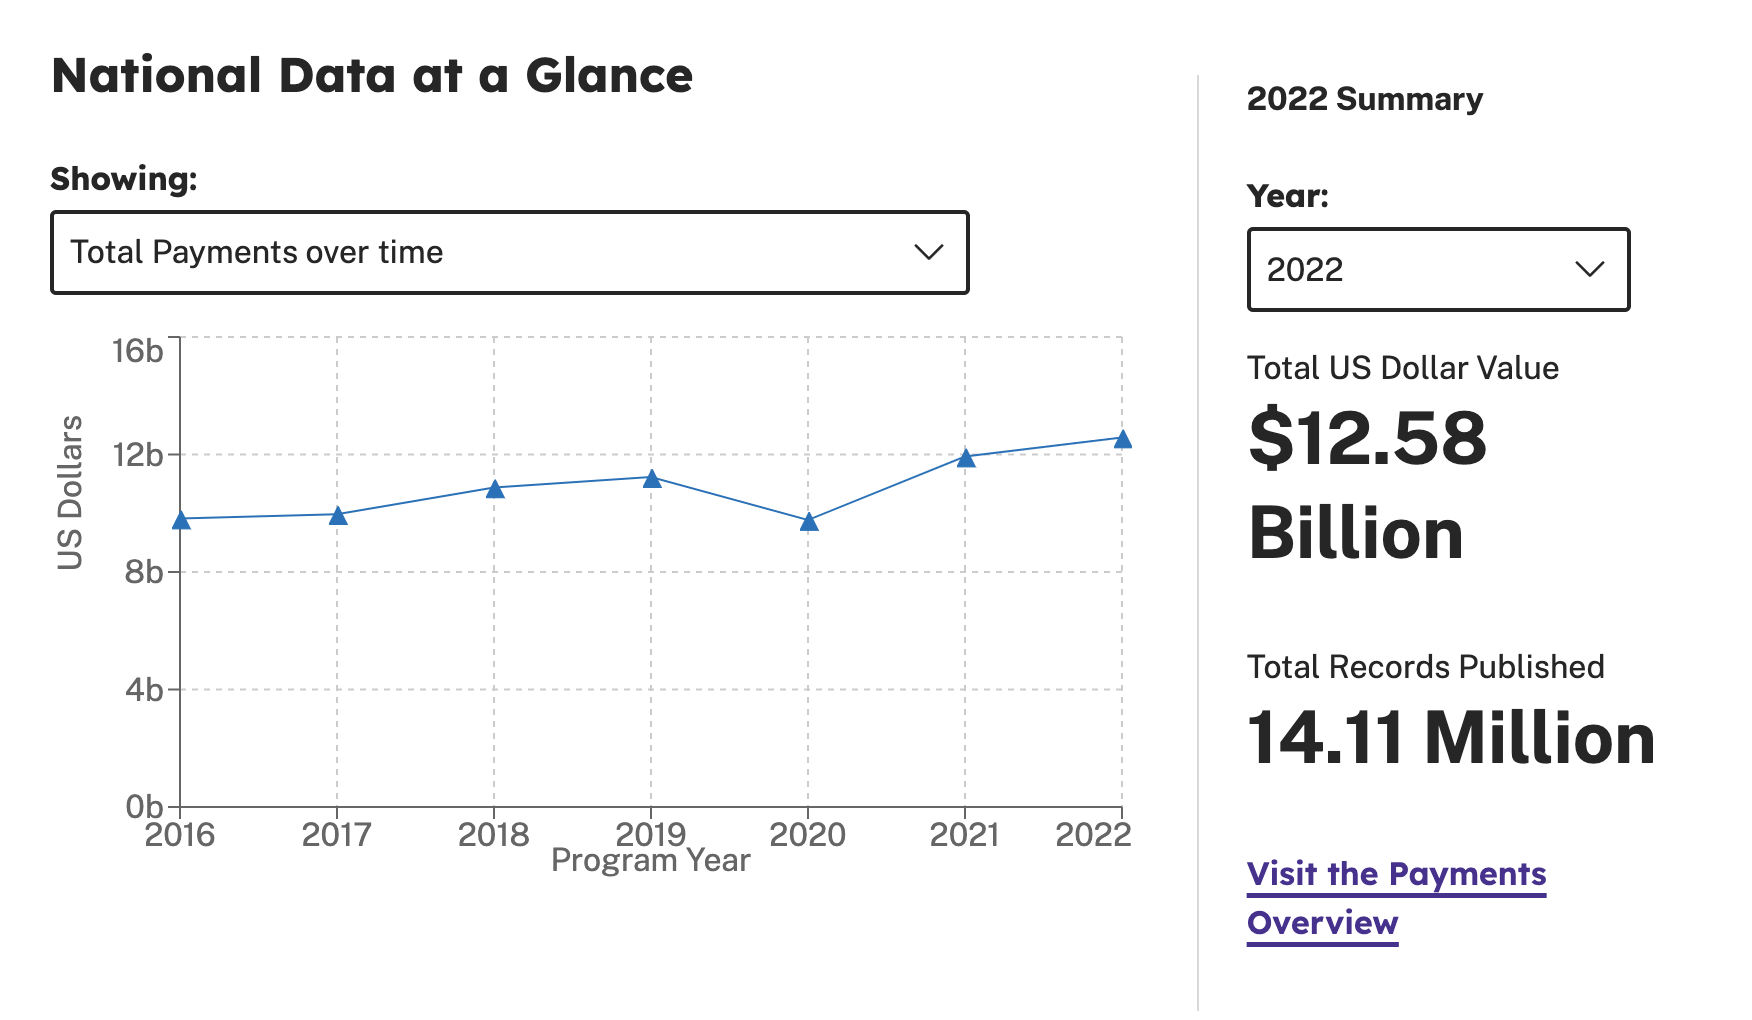 National Data at a Glance
Showing:
Total Payments over time
16b
12b
8b
4b
0b
US Dollars
2016
2017
2018
2019
2020
2021
2022
Program Year
2022 Summary
Year:
2022
Total US Dollar Value
$12.58
Billion
Total Records Published
14.11 Million
Visit the Payments
Overview